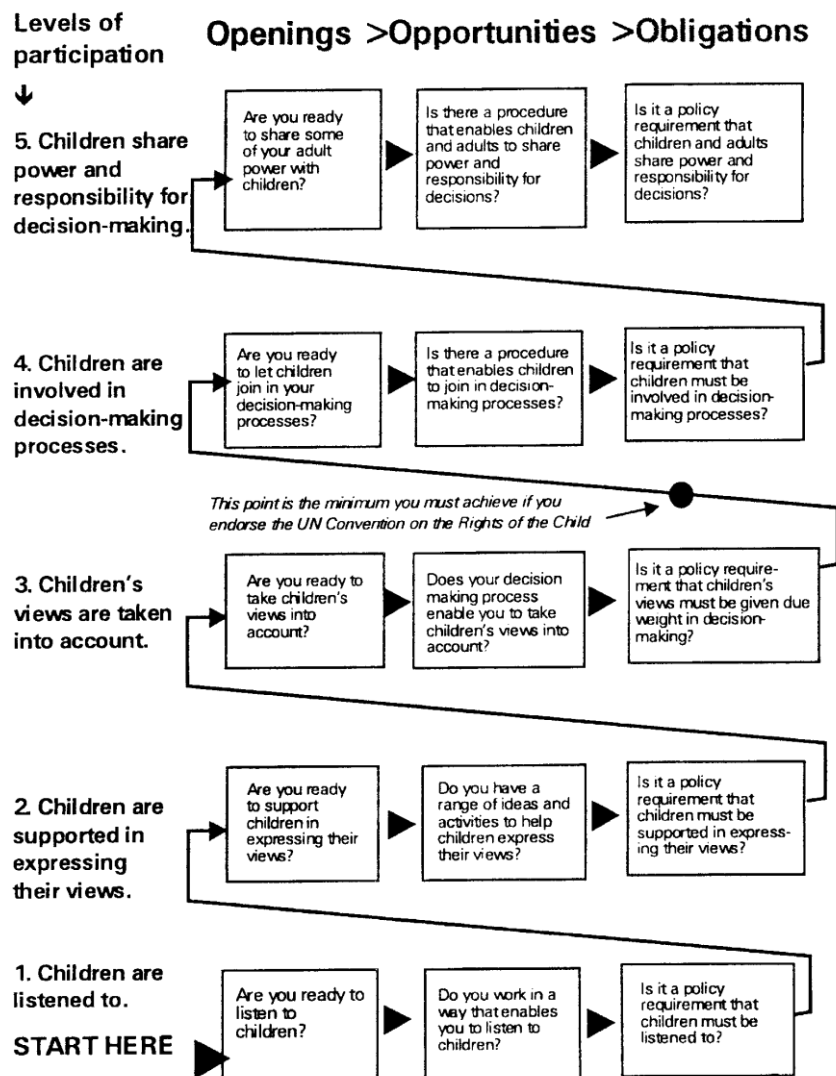 Levels of
participation
Openings >Opportunities >Obligations
5. Children share
power and
responsibility for
decision-making.
Are you ready
to share some
of your adult
power with
children?
Is there a procedure
that enables children
and adults to share
power and
responsibility for
decisions?
Is it a policy
requirement that
children and adults
share power and
responsibility for
decisions?
4. Children are
involved in
decision-making
processes.
Are you ready
to let children
join in your
decision-making
processes?
Is there a procedure
that enables children
to join in decision-
making processes?
Is it a policy
requirement that
children must be
involved in decision-
making processes?
This point is the minimum you must achieve if you
endorse the UN Convention on the Rights of the Child
3. Children's
views are taken
into account.
Are you ready to
take children's
views into
account?
Does your decision
making process
enable you to take
children's views into
account?
Is it a policy require-
ment that children's
views must be given due
weight in decision-
making?
2. Children are
supported in
expressing
their views.
Are you ready
to support
children in
expressing their
views?
Do you have a
range of ideas and
activities to help
children express
their views?
Is it a policy
requirement that
children must be
supported in express-
ing their views?
1. Children are
listened to.
START HERE
Are you ready to
listen to
children?
Do you work in a
way that enables
you to listen to
children?
Is it a policy
requirement that
children must be
listened to?